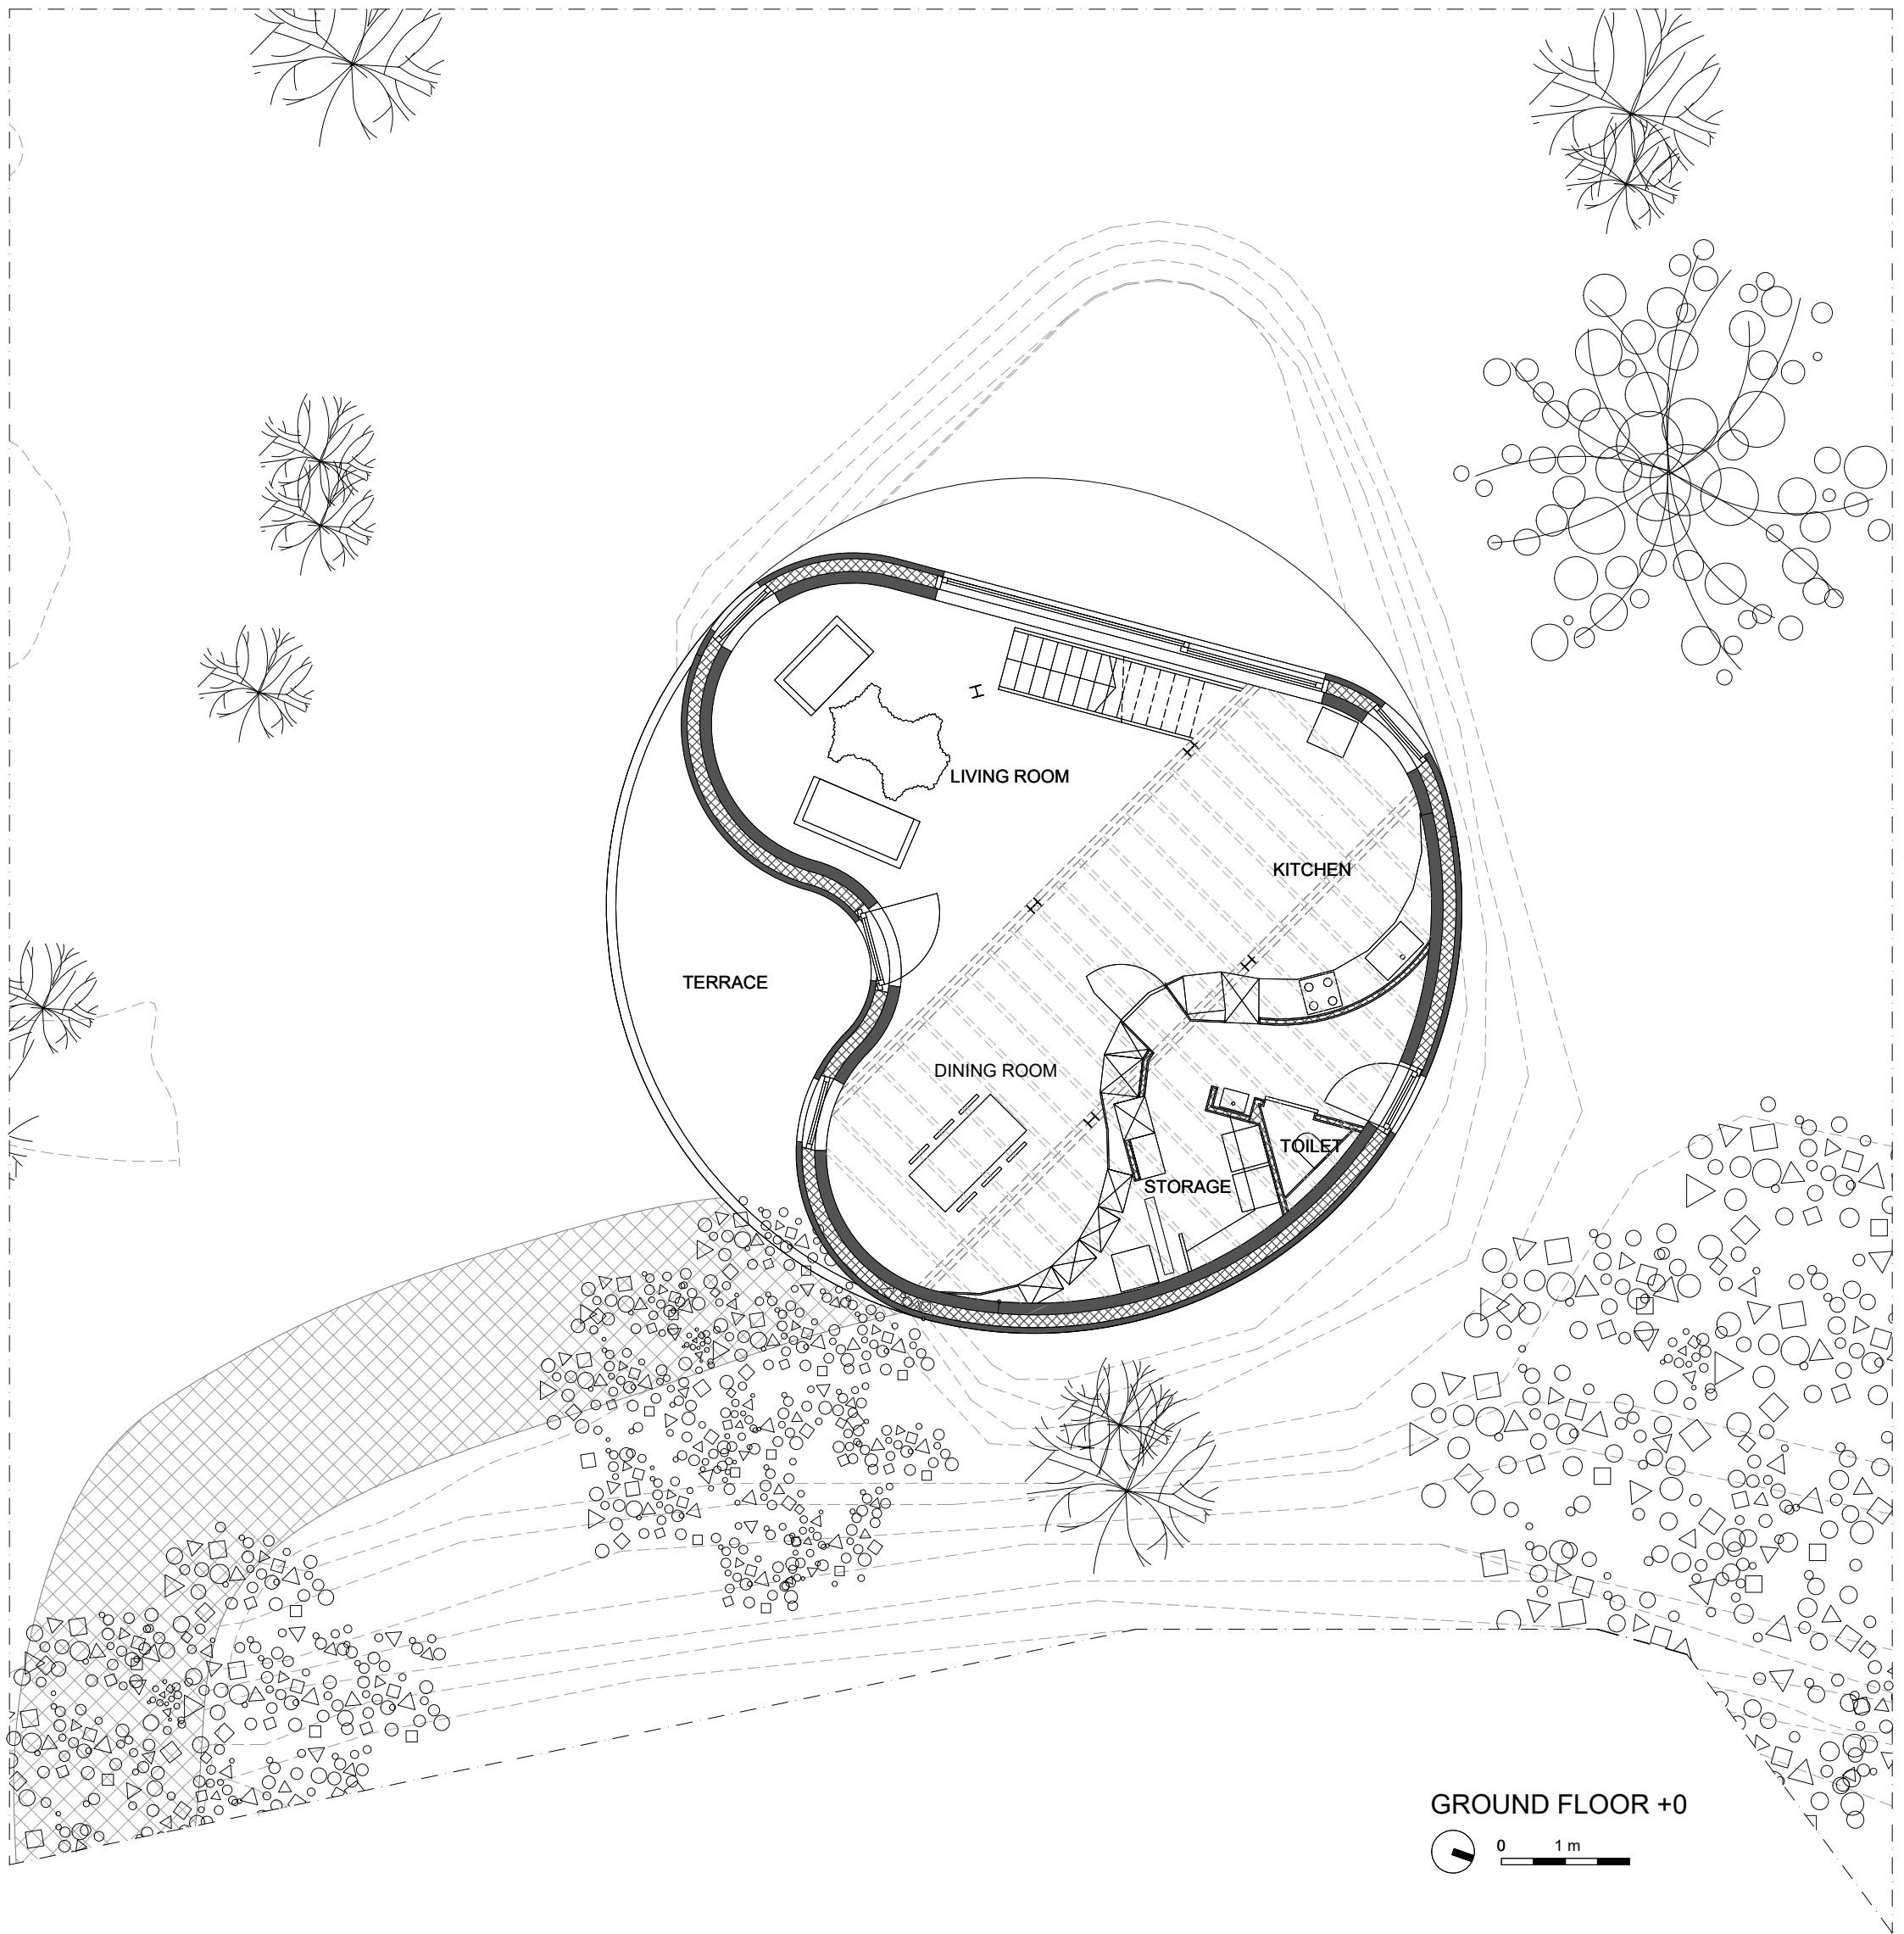 LIVING ROOM
KITCHEN
TERRACE
DINING ROOM
TOILET
STORAGE
GROUND FLOOR +0
0 1 m